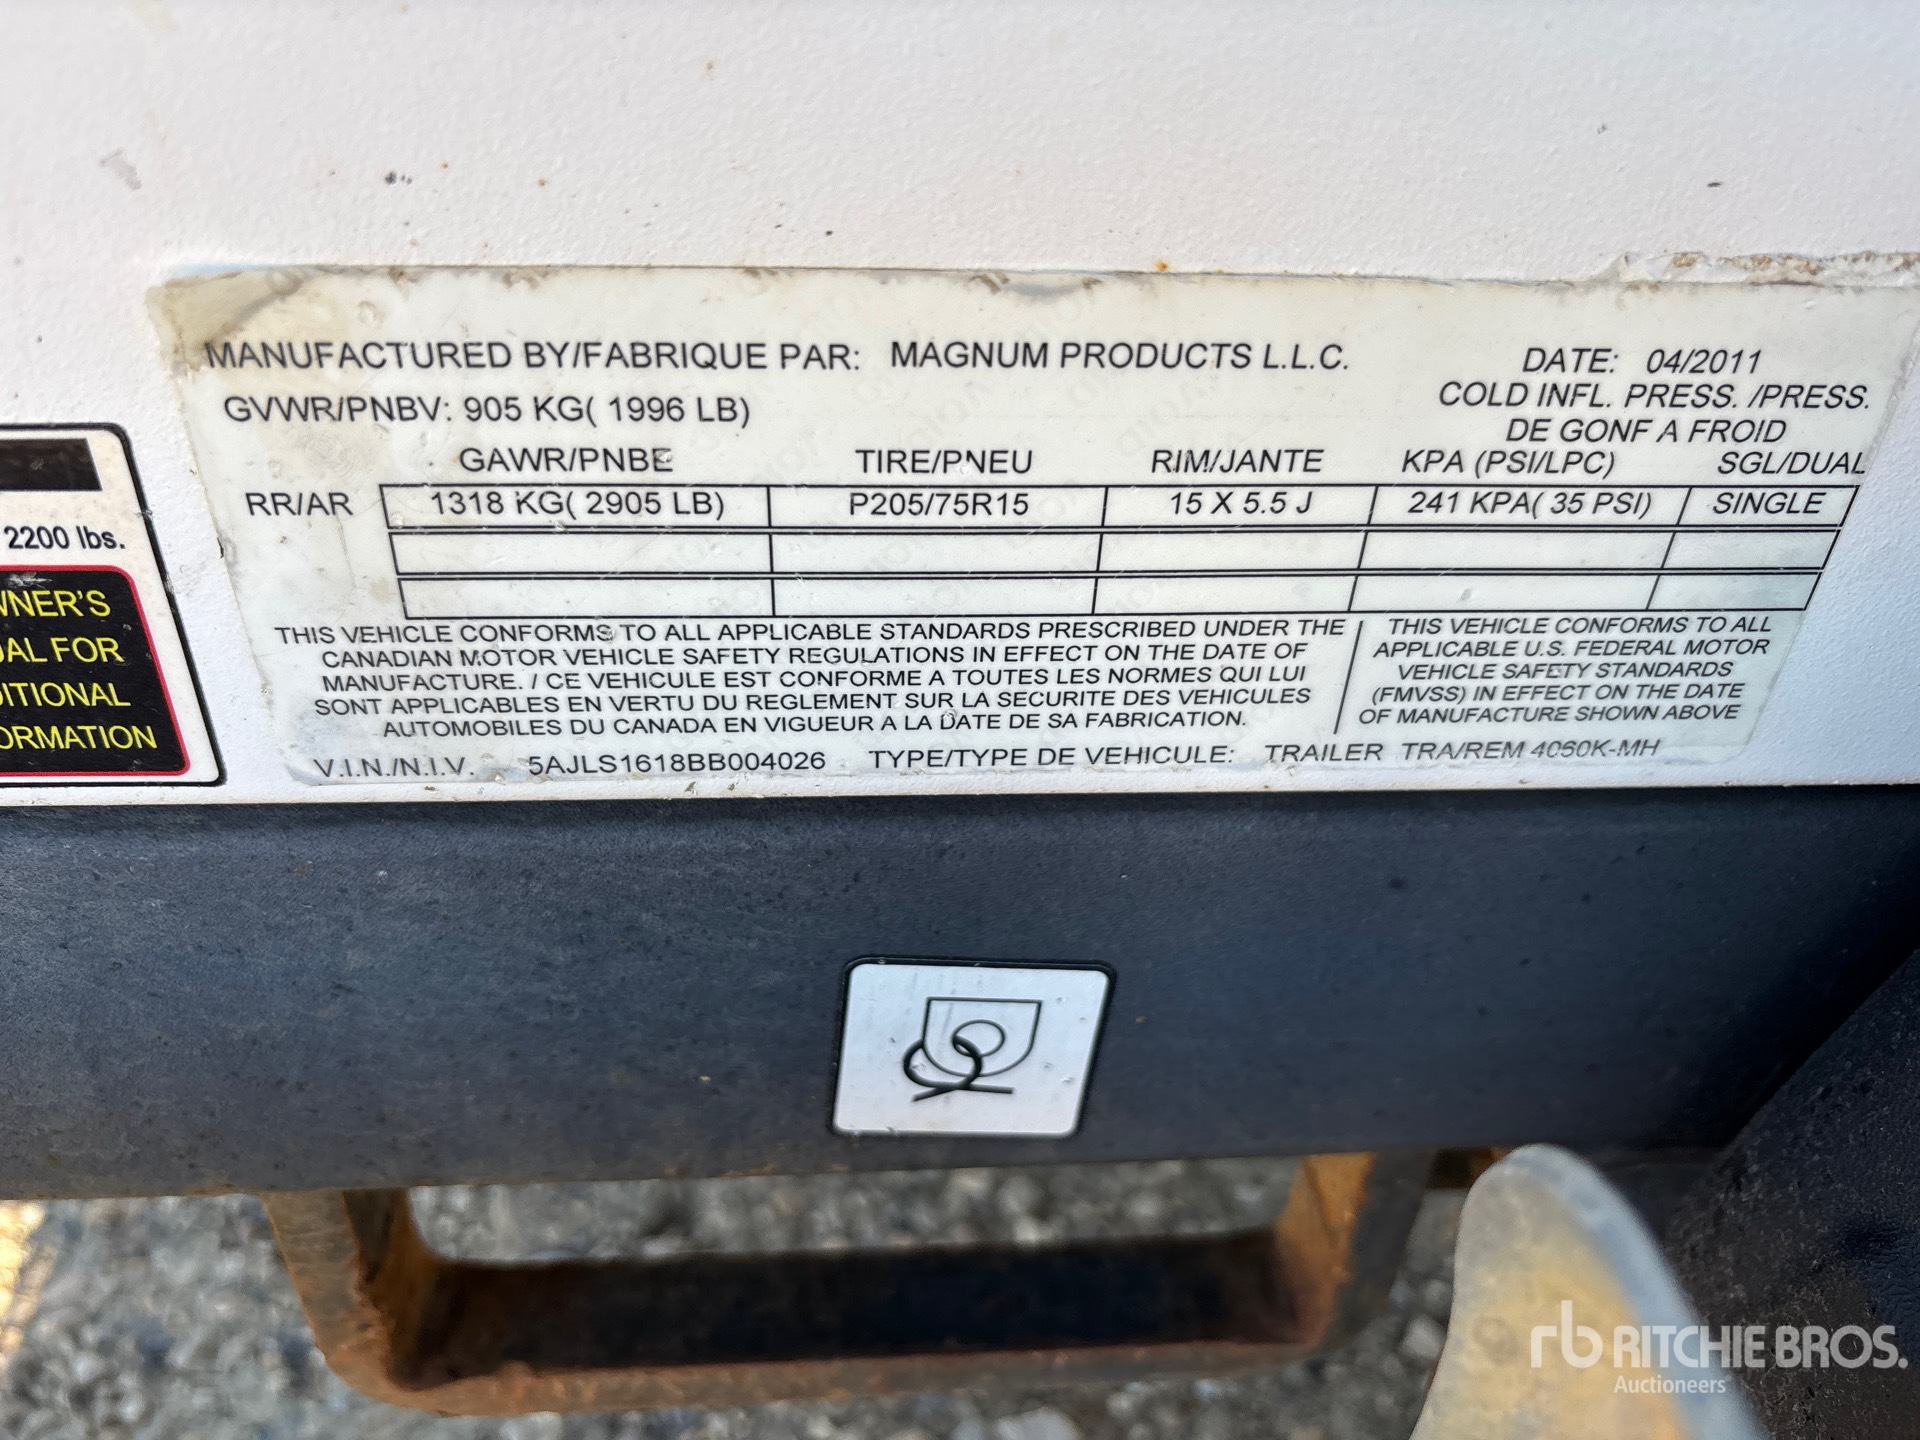 MANUFACTURED BY/FABRIQUE PAR: MAGNUM PRODUCTS L.L.C.
DATE: 04/2011
GVWR/PNBV: 905 KG( 1996 LB)
COLD INFL. PRESS. /PRESS.
DE GONF A FROID
GAWR/PNBE TIRE/PNEU RIM/JANTE KPA (PSI/LPC) SGL/DUAL
RR/AR 1318 KG( 2905 LB) P205/75R15 15 X 5.5 J 241 KPA( 35 PSI) SINGLE
THIS VEHICLE CONFORMS TO ALL APPLICABLE STANDARDS PRESCRIBED UNDER THE
CANADIAN MOTOR VEHICLE SAFETY REGULATIONS IN EFFECT ON THE DATE OF
MANUFACTURE. / CE VEHICULE EST CONFORME A TOUTES LES NORMES QUI LUI
SONT APPLICABLES EN VERTU DU REGLEMENT SUR LA SECURITE DES VEHICULES
AUTOMOBILES DU CANADA EN VIGUEUR A LA DATE DE SA FABRICATION.
THIS VEHICLE CONFORMS TO ALL
APPLICABLE U.S. FEDERAL MOTOR
VEHICLE SAFETY STANDARDS
(FMVSS) IN EFFECT ON THE DATE
OF MANUFACTURE SHOWN ABOVE
V.I.N./N.I.V. 5AJLS1618BB004026 TYPE/TYPE DE VEHICULE: TRAILER TRA/REM 4060K-MH
2200 lbs.
WNER'S
UAL FOR
DITIONAL
ORMATION
rb RITCHIE BROS.
Auctioneers